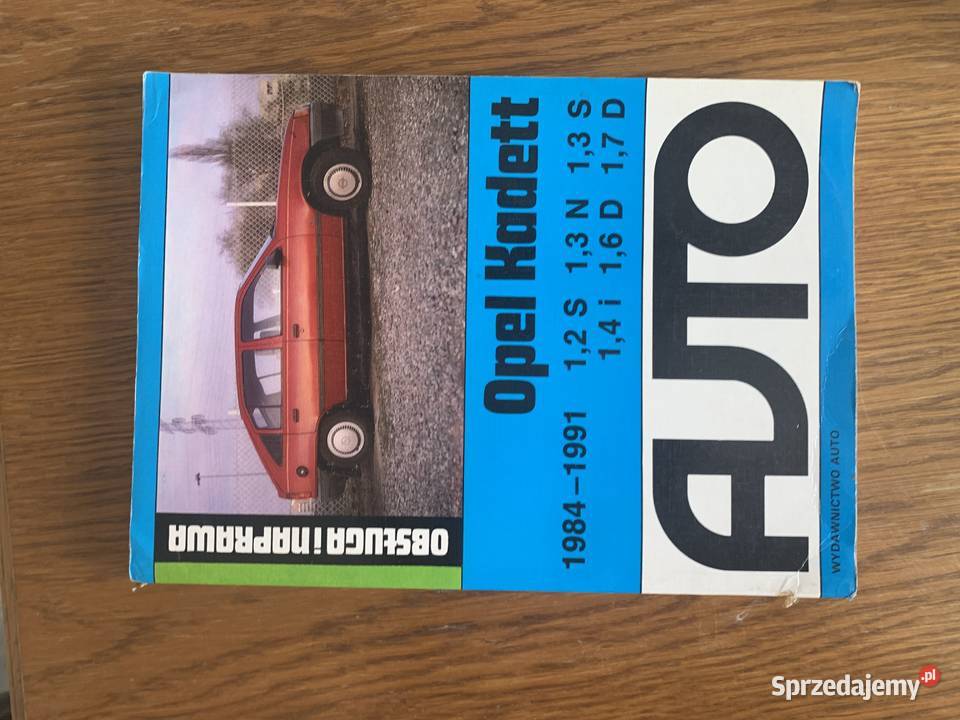 OBSŁUGA i NAPRAWA
Opel Kadett
1984–1991 1,2 S 1,3 N 1,3 S
1,4 i 1,6 D 1,7 D
AUTO
WYDAWNICTWO AUTO
Sprzedajemy.pl